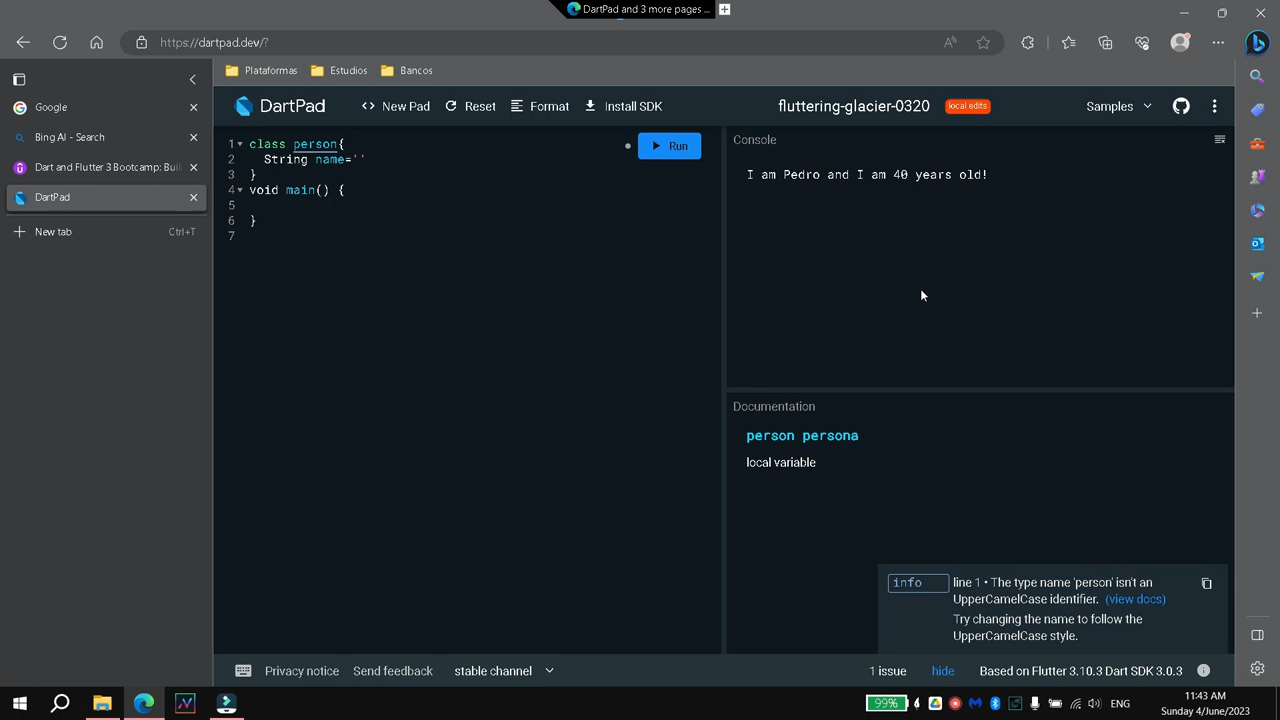 DartPad and 3 more pages ...
https://dartpad.dev/?
Plataformas
Estudios
Bancos
Google
Bing AI - Search
Dart and Flutter 3 Bootcamp: Bui
DartPad
New tab
Ctrl+T
DartPad
New Pad
Reset
Format
Install SDK
fluttering-glacier-0320
local edits
Samples
1 class person{
2 String name=''
3 }
4 void main() {
5
6 }
7
Run
Console
I am Pedro and I am 40 years old!
Documentation
person persona
local variable
info
line 1 • The type name 'person' isn't an
UpperCamelCase identifier. (view docs)
Try changing the name to follow the
UpperCamelCase style.
Privacy notice
Send feedback
stable channel
1 issue
hide
Based on Flutter 3.10.3 Dart SDK 3.0.3
99%
ENG
11:43 AM
Sunday 4/June/2023